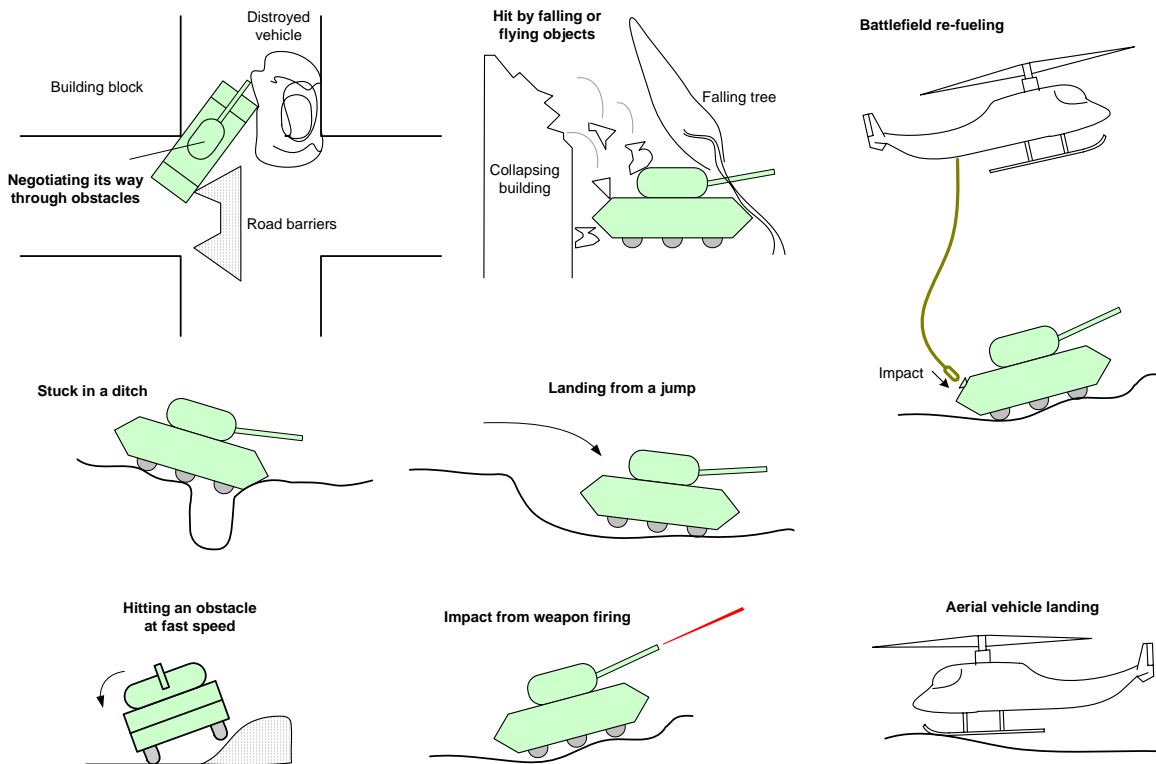 Distroyed
vehicle
Building block
Negotiating its way
through obstacles
Road barriers
Hit by falling or
flying objects
Falling tree
Collapsing
building
Battlefield re-fueling
Impact
Stuck in a ditch
Landing from a jump
Hitting an obstacle
at fast speed
Impact from weapon firing
Aerial vehicle landing